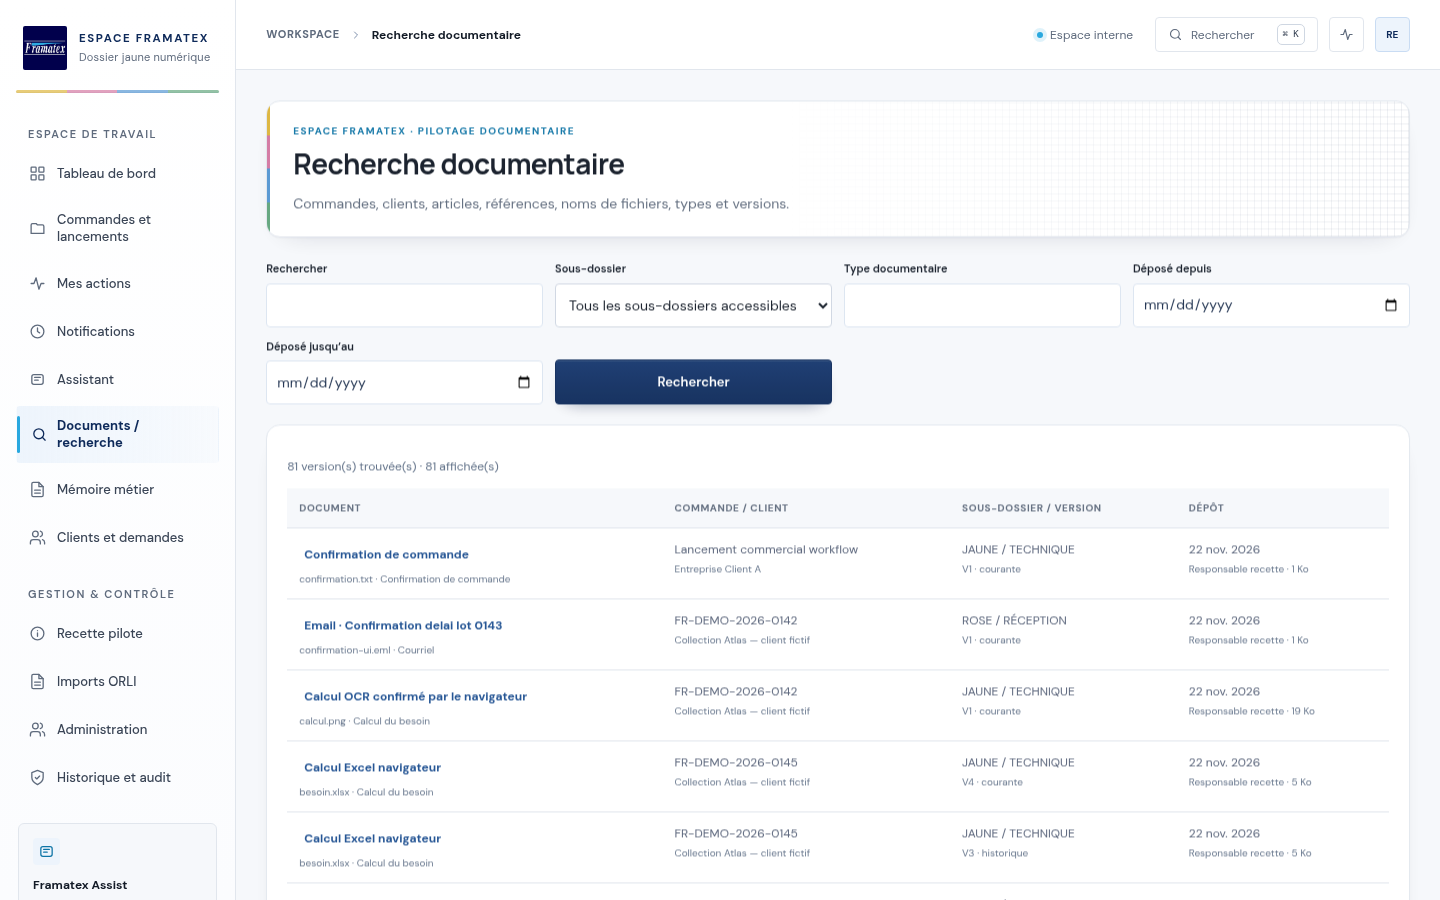 Framatex
ESPACE FRAMATEX
Dossier jaune numérique
ESPACE DE TRAVAIL
Tableau de bord
Commandes et
lancements
Mes actions
Notifications
Assistant
Documents /
recherche
Mémoire métier
Clients et demandes
GESTION & CONTRÔLE
Recette pilote
Imports ORLI
Administration
Historique et audit
Framatex Assist
WORKSPACE
Recherche documentaire
Espace interne
Rechercher
⌘ K
RE
ESPACE FRAMATEX · PILOTAGE DOCUMENTAIRE
Recherche documentaire
Commandes, clients, articles, références, noms de fichiers, types et versions.
Rechercher
Sous-dossier
Type documentaire
Déposé depuis
Tous les sous-dossiers accessibles
mm/dd/yyyy
Déposé jusqu’au
mm/dd/yyyy
Rechercher
81 version(s) trouvée(s) · 81 affichée(s)
DOCUMENT COMMANDE / CLIENT SOUS-DOSSIER / VERSION DÉPÔT
Confirmation de commande Lancement commercial workflow JAUNE / TECHNIQUE 22 nov. 2026
confirmation.txt · Confirmation de commande Entreprise Client A V1 · courante Responsable recette · 1 Ko
Email · Confirmation delai lot 0143 FR-DEMO-2026-0142 ROSE / RÉCEPTION 22 nov. 2026
confirmation-ui.eml · Courriel Collection Atlas — client fictif V1 · courante Responsable recette · 1 Ko
Calcul OCR confirmé par le navigateur FR-DEMO-2026-0142 JAUNE / TECHNIQUE 22 nov. 2026
calcul.png · Calcul du besoin Collection Atlas — client fictif V1 · courante Responsable recette · 19 Ko
Calcul Excel navigateur FR-DEMO-2026-0145 JAUNE / TECHNIQUE 22 nov. 2026
besoin.xlsx · Calcul du besoin Collection Atlas — client fictif V4 · courante Responsable recette · 5 Ko
Calcul Excel navigateur FR-DEMO-2026-0145 JAUNE / TECHNIQUE 22 nov. 2026
besoin.xlsx · Calcul du besoin Collection Atlas — client fictif V3 · historique Responsable recette · 5 Ko